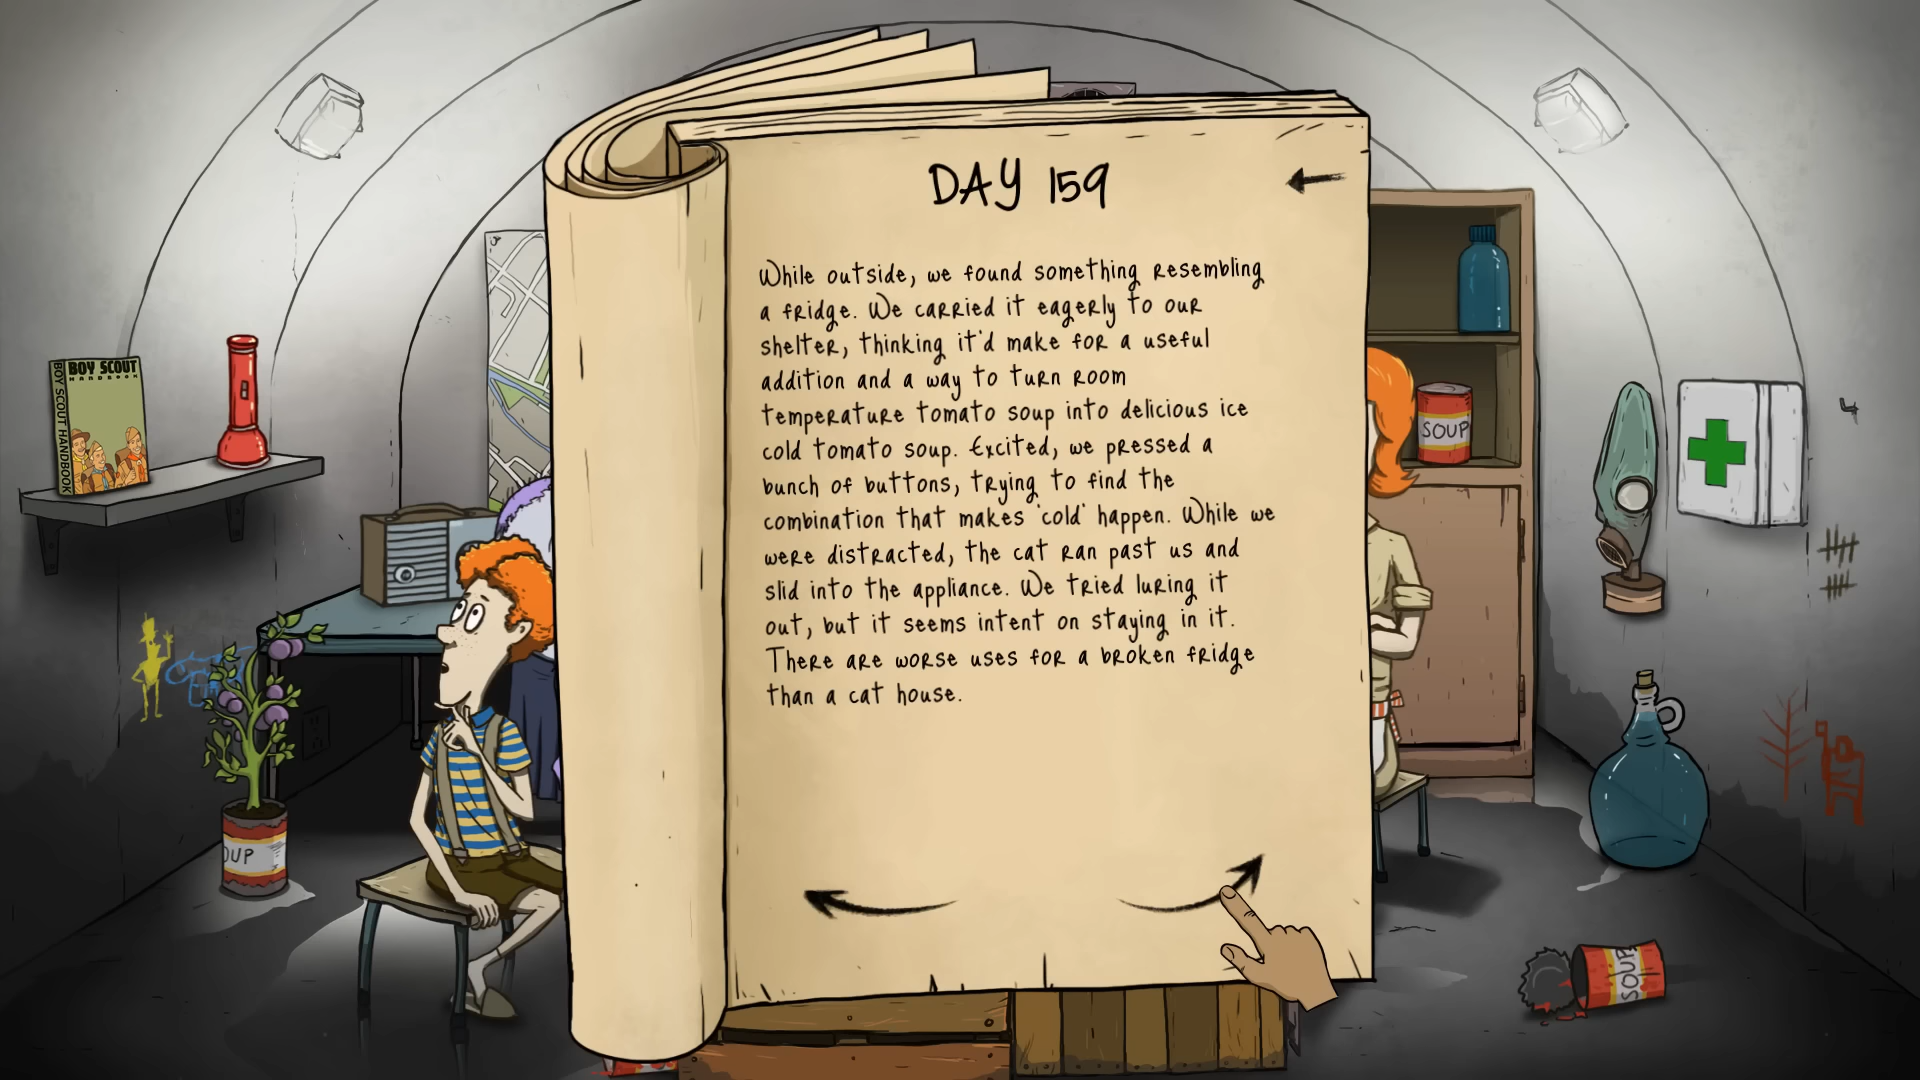 DAY 159
While outside, we found something resembling
a fridge. We carried it eagerly to our
shelter, thinking it'd make for a useful
addition and a way to turn room
temperature tomato soup into delicious ice
cold tomato soup. Excited, we pressed a
bunch of buttons, trying to find the
combination that makes 'cold' happen. While we
were distracted, the cat ran past us and
slid into the appliance. We tried luring it
out, but it seems intent on staying in it.
There are worse uses for a broken fridge
than a cat house.
BOY SCOUT
HANDBOOK
BOY SCOUT HANDBOOK
SOUP
OUP
SOUP